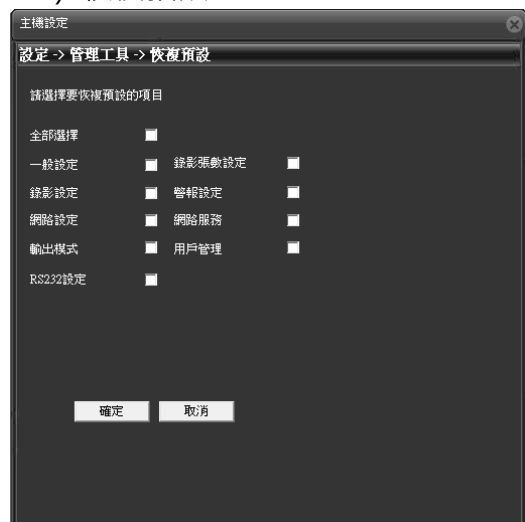 主機設定
設定 -> 管理工具 -> 恢複預設
請選擇要恢複預設的項目
全部選擇
一般設定 錄影張數設定
錄影設定 警報設定
網路設定 網路服務
輸出模式 用戶管理
RS232設定
確定 取消